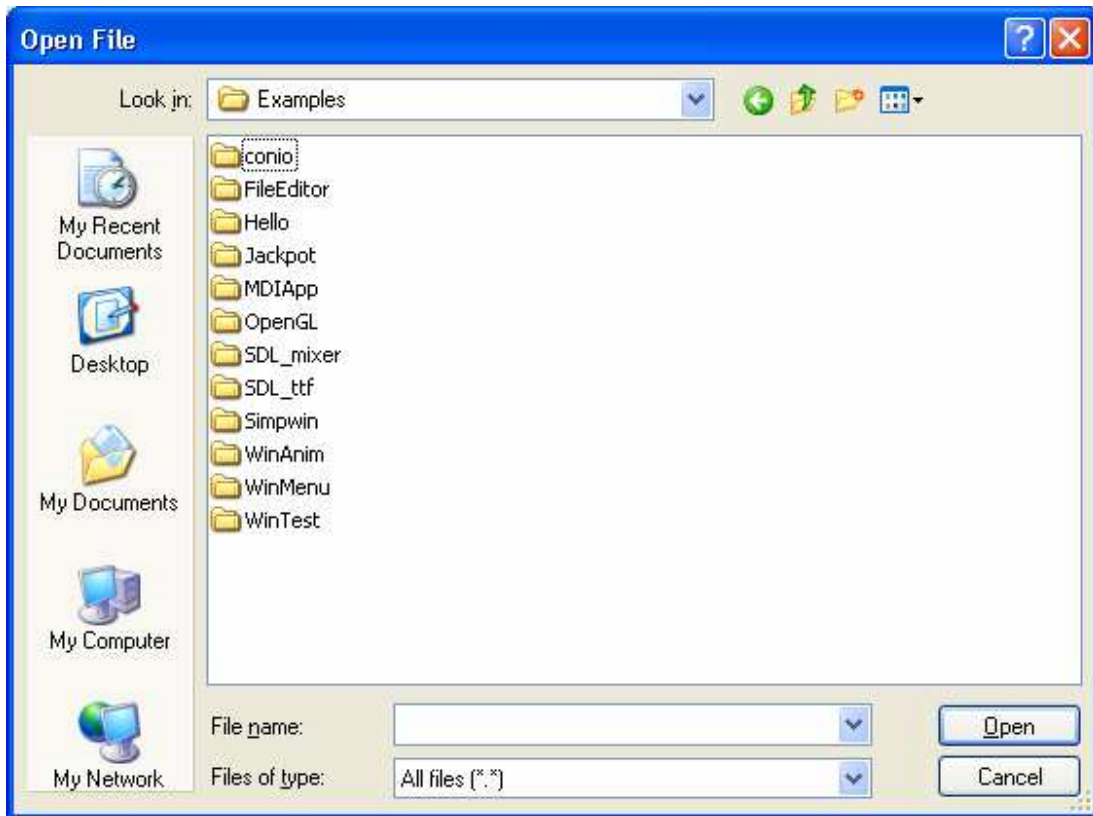 Open File
Look in:
Examples
My Recent
Documents
Desktop
My Documents
My Computer
My Network
conio
FileEditor
Hello
Jackpot
MDIApp
OpenGL
SDL_mixer
SDL_ttf
Simpwin
WinAnim
WinMenu
WinTest
File name:
Open
Files of type:
All files (*.*)
Cancel